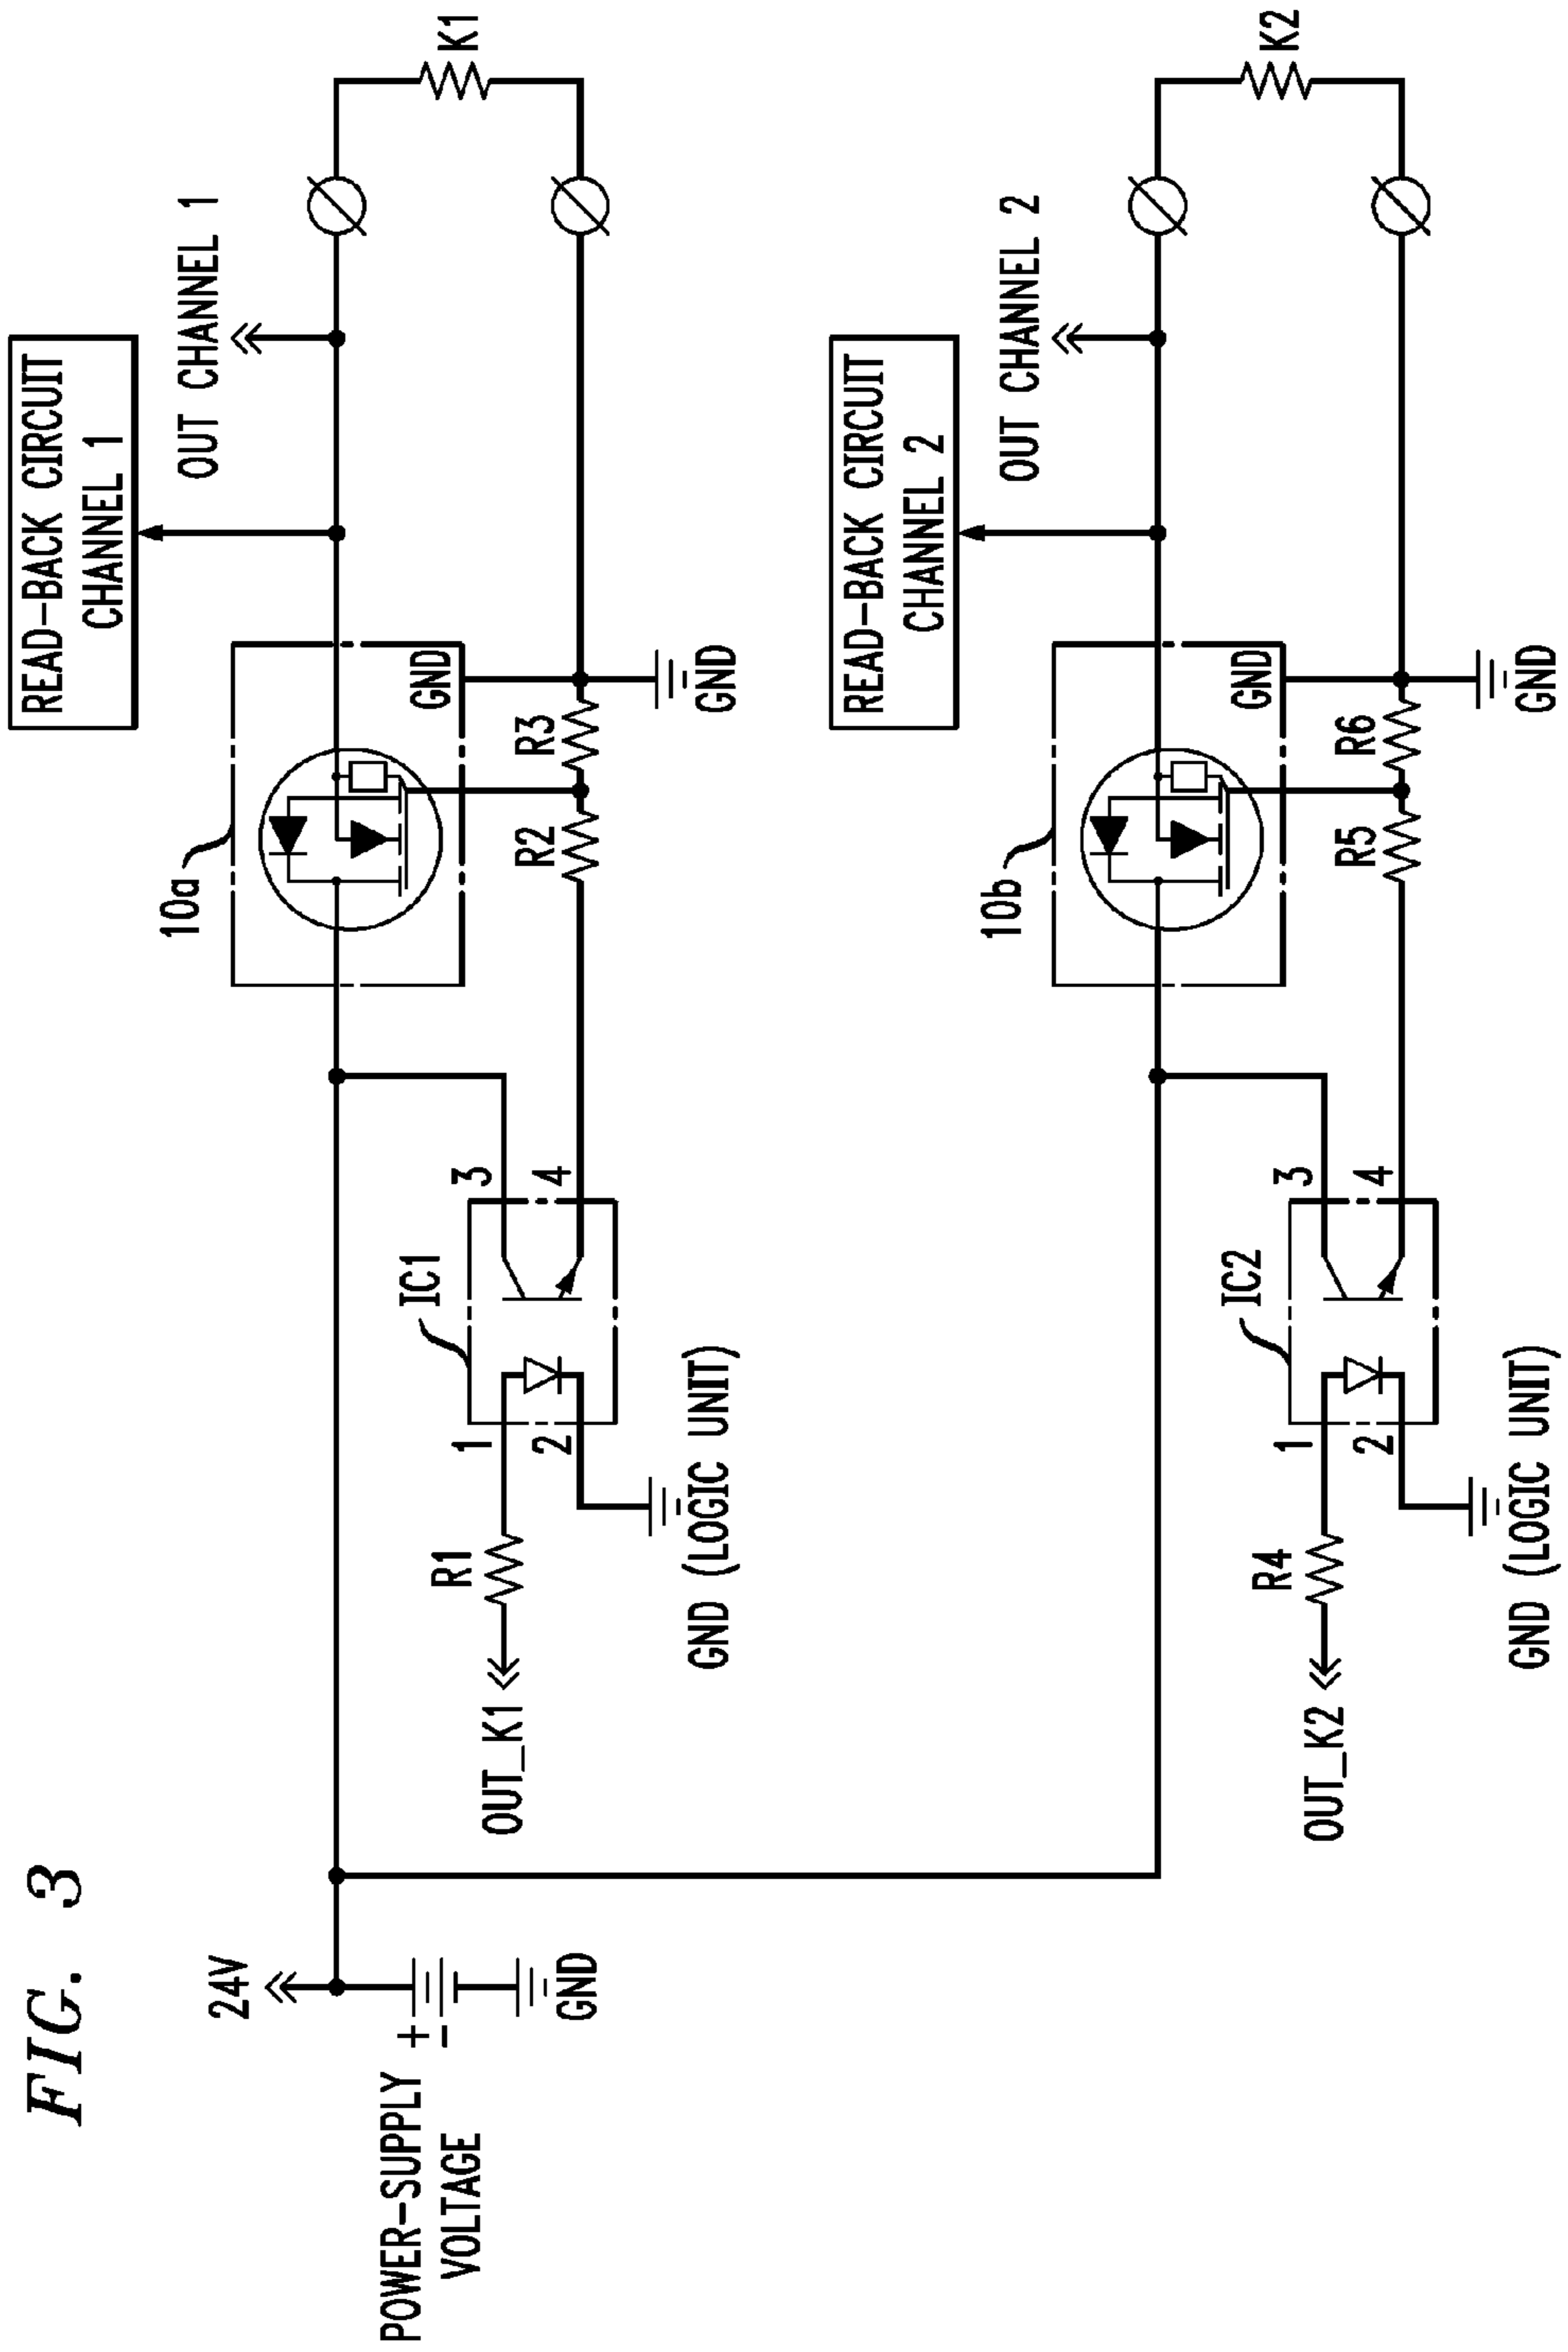 FIG. 3
POWER-SUPPLY
VOLTAGE
+
-
24V
GND
OUT_K1
R1
GND (LOGIC UNIT)
1
2
IC1
3
4
10a
R2
R3
GND
GND
READ-BACK CIRCUIT
CHANNEL 1
OUT CHANNEL 1
K1
OUT_K2
R4
GND (LOGIC UNIT)
1
2
IC2
3
4
10b
R5
R6
GND
GND
READ-BACK CIRCUIT
CHANNEL 2
OUT CHANNEL 2
K2